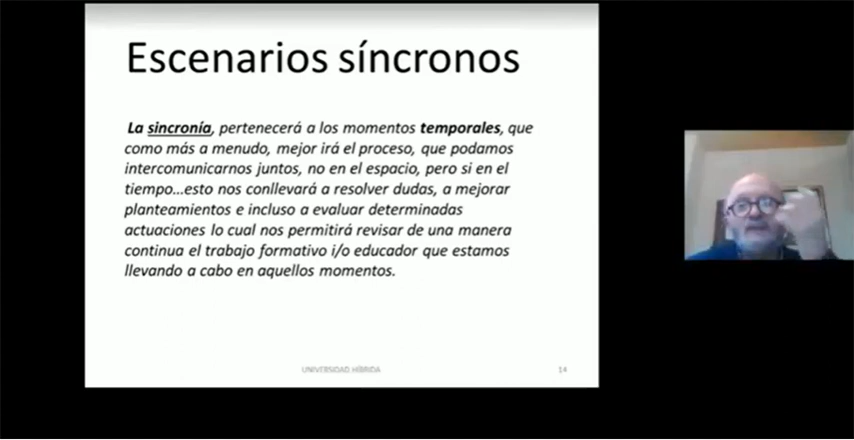 Escenarios síncronos
La sincronía, pertenecerá a los momentos temporales, que
como más a menudo, mejor irá el proceso, que podamos
intercomunicarnos juntos, no en el espacio, pero si en el
tiempo...esto nos conllevará a resolver dudas, a mejorar
planteamientos e incluso a evaluar determinadas
actuaciones lo cual nos permitirá revisar de una manera
continua el trabajo formativo i/o educador que estamos
llevando a cabo en aquellos momentos.
UNIVERSIDAD HÍBRIDA
14